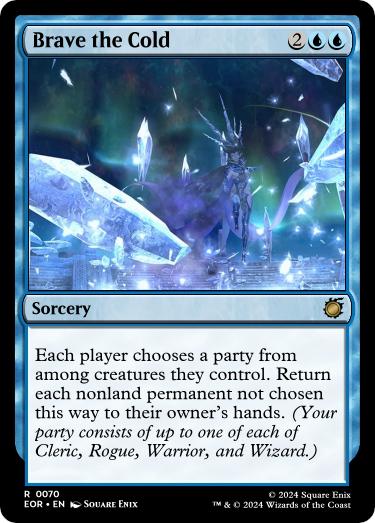 Brave the Cold 2
Sorcery
Each player chooses a party from
among creatures they control. Return
each nonland permanent not chosen
this way to their owner's hands. (Your
party consists of up to one of each of
Cleric, Rogue, Warrior, and Wizard.)
R 0070 © 2024 Square Enix
EOR • EN Square Enix ™ & © 2024 Wizards of the Coast